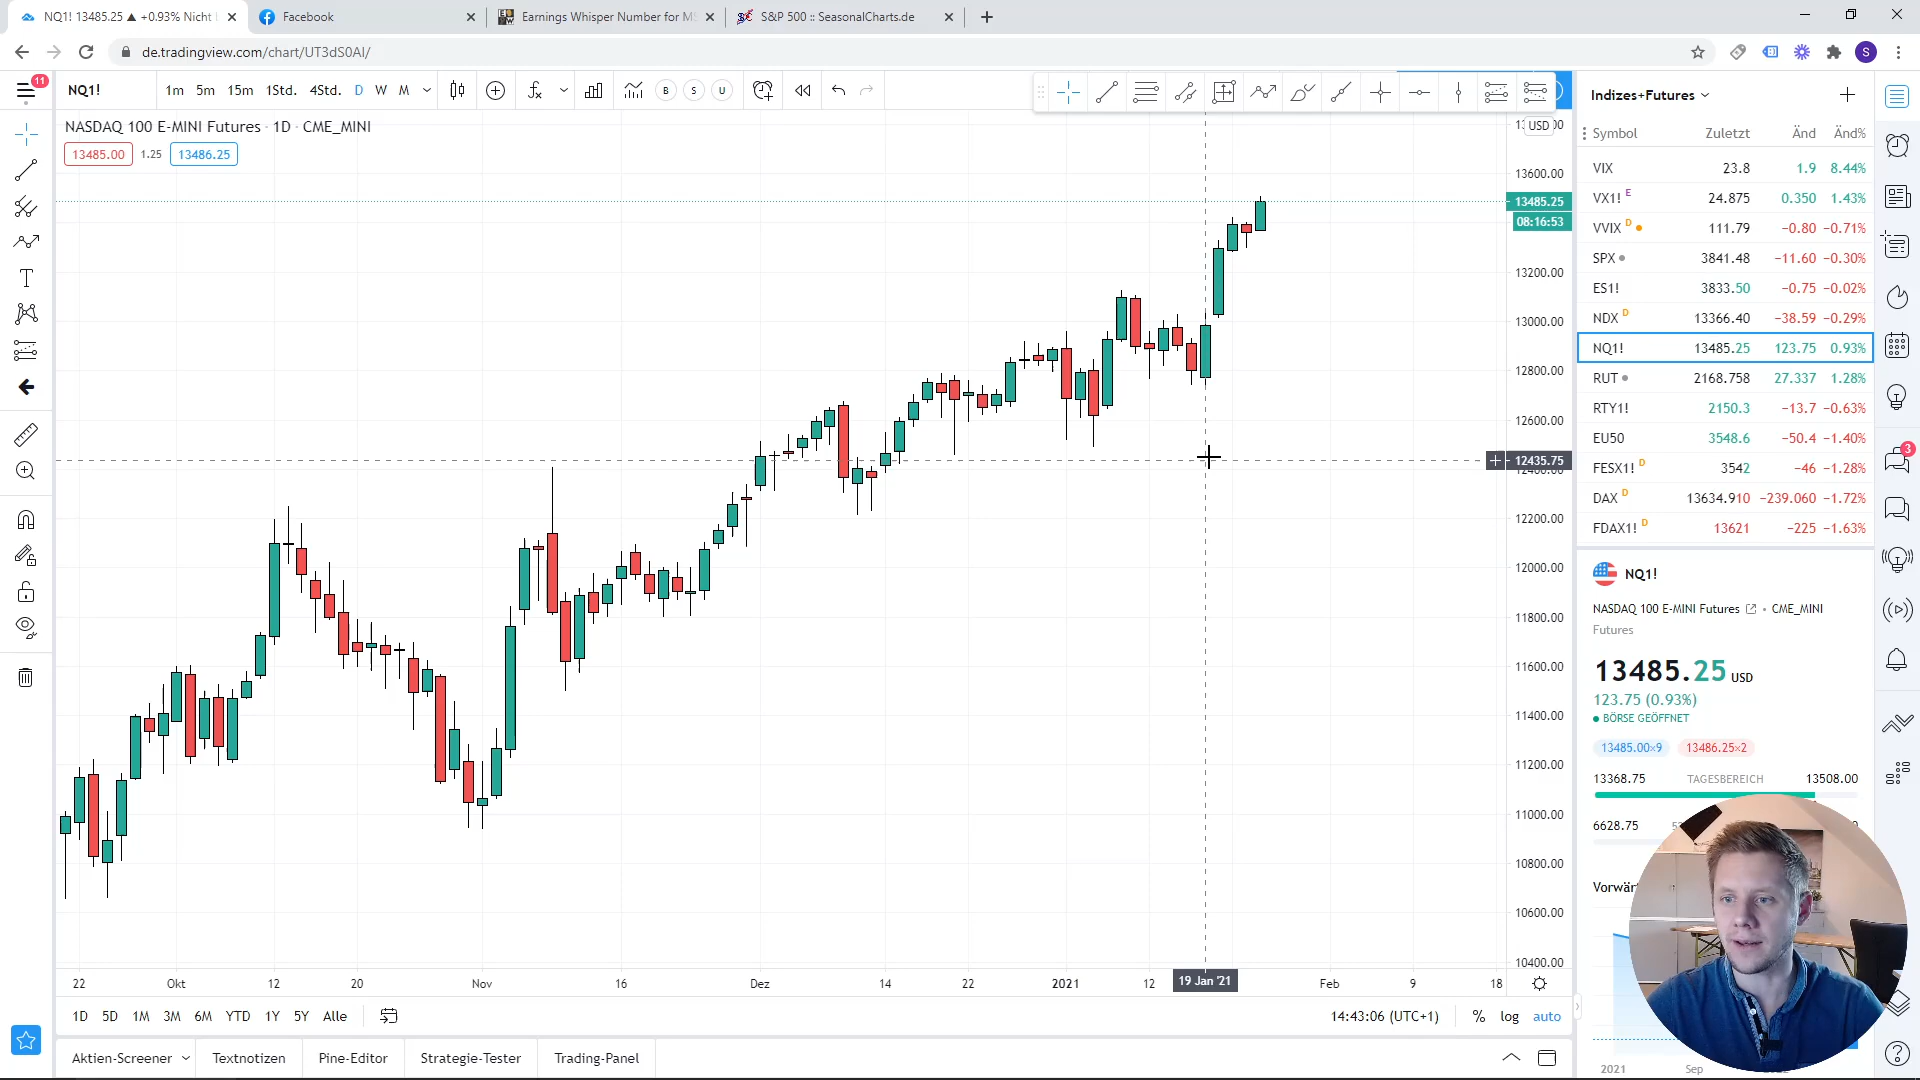 NQ1! 13485.25 ▲ +0.93% Nicht
Facebook
Earnings Whisper Number for MS
S&P 500 :: SeasonalCharts.de
de.tradingview.com/chart/UT3dS0Al/
S
11
NQ1!
1m 5m 15m 1Std. 4Std. D W M
B S U
NASDAQ 100 E-MINI Futures · 1D · CME_MINI
13485.00 1.25 13486.25
USD
13600.00
13485.25
08:16:53
13200.00
13000.00
12800.00
12600.00
12435.75
12400.00
12200.00
12000.00
11800.00
11600.00
11400.00
11200.00
11000.00
10800.00
10600.00
10400.00
22 Okt 12 20 Nov 16 Dez 14 22 2021 12 19 Jan '21 Feb 9 18
1D 5D 1M 3M 6M YTD 1Y 5Y Alle
14:43:06 (UTC+1) % log auto
Aktien-Screener Textnotizen Pine-Editor Strategie-Tester Trading-Panel
Indizes+Futures
Symbol Zuletzt Änd Änd%
VIX 23.8 1.9 8.44%
VX1! E 24.875 0.350 1.43%
VVIX D 111.79 −0.80 −0.71%
SPX 3841.48 −11.60 −0.30%
ES1! 3833.50 −0.75 −0.02%
NDX D 13366.40 −38.59 −0.29%
NQ1! 13485.25 123.75 0.93%
RUT 2168.758 27.337 1.28%
RTY1! 2150.3 −13.7 −0.63%
EU50 3548.6 −50.4 −1.40%
FESX1! D 3542 −46 −1.28%
DAX D 13634.910 −239.060 −1.72%
FDAX1! D 13621 −225 −1.63%
3
NQ1!
NASDAQ 100 E-MINI Futures • CME_MINI
Futures
13485.25 USD
123.75 (0.93%)
BÖRSE GEÖFFNET
13485.00×9 13486.25×2
13368.75 TAGESBEREICH 13508.00
6628.75
2021 Sep